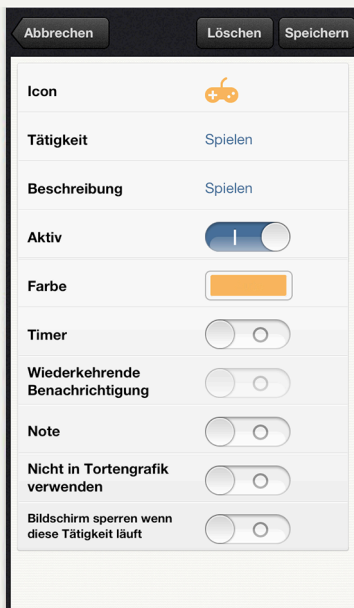 Abbrechen
Löschen
Speichern
Icon
Tätigkeit
Spielen
Beschreibung
Spielen
Aktiv
Farbe
Timer
Wiederkehrende
Benachrichtigung
Note
Nicht in Tortengrafik
verwenden
Bildschirm sperren wenn
diese Tätigkeit läuft